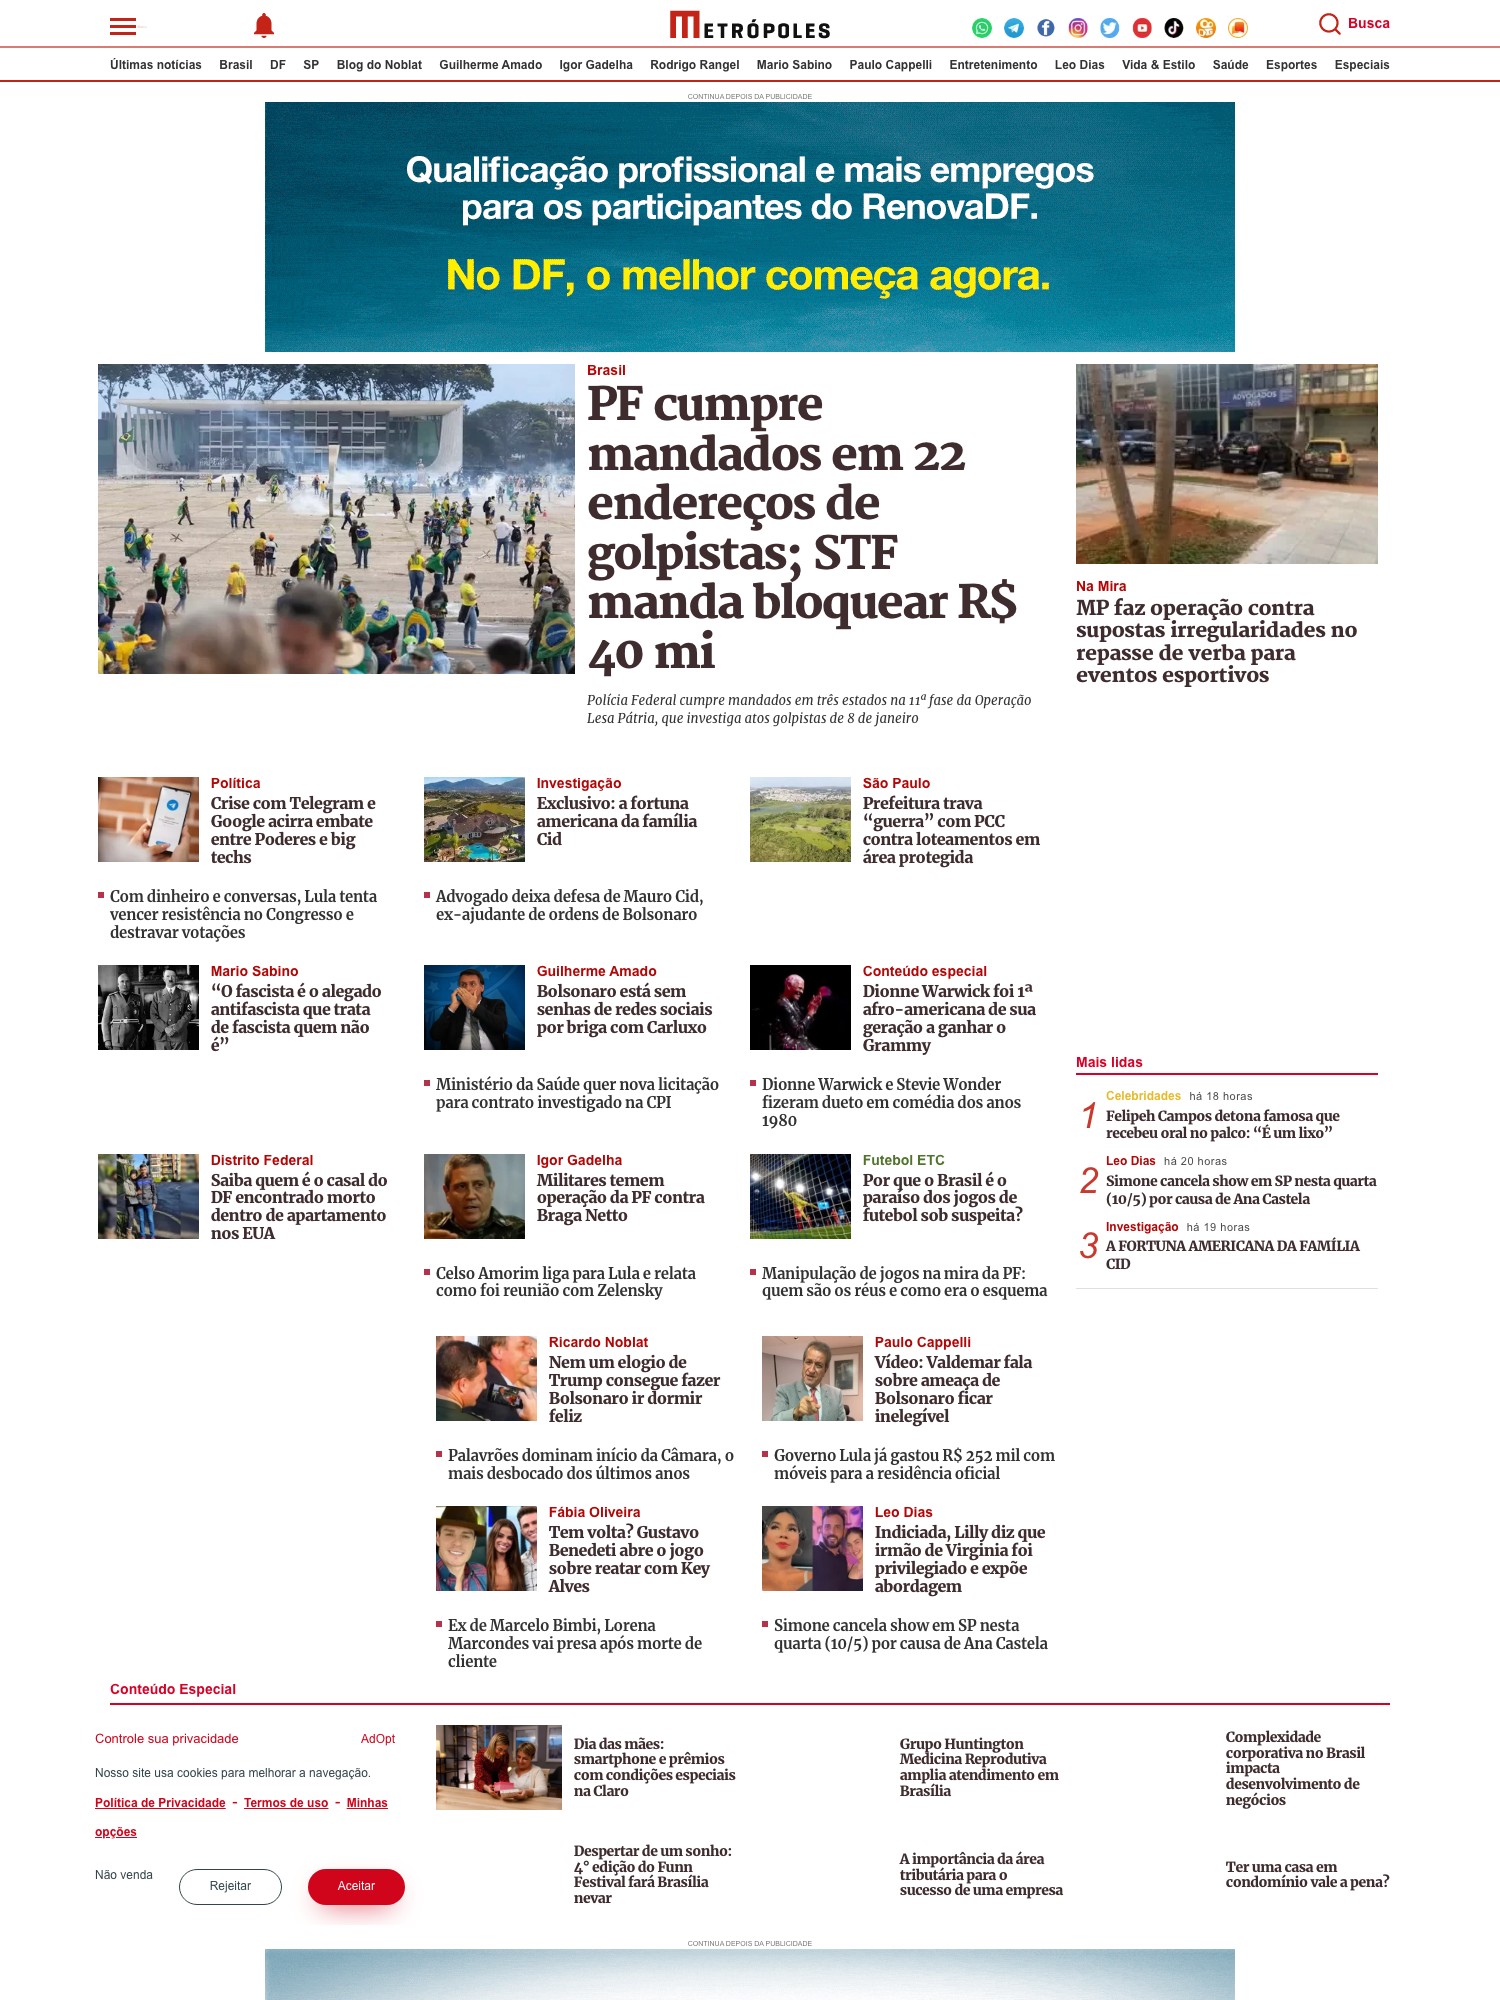 METRÓPOLES
Busca
Últimas notícias Brasil DF SP Blog do Noblat Guilherme Amado Igor Gadelha Rodrigo Rangel Mario Sabino Paulo Cappelli Entretenimento Leo Dias Vida & Estilo Saúde Esportes Especiais
CONTINUA DEPOIS DA PUBLICIDADE
Qualificação profissional e mais empregos
para os participantes do RenovaDF.
No DF, o melhor começa agora.
Brasil
PF cumpre
mandados em 22
endereços de
golpistas; STF
manda bloquear R$
40 mi
Polícia Federal cumpre mandados em três estados na 11ª fase da Operação
Lesa Pátria, que investiga atos golpistas de 8 de janeiro
ADVOGADOS
INSS
Na Mira
MP faz operação contra
supostas irregularidades no
repasse de verba para
eventos esportivos
Política
Crise com Telegram e
Google acirra embate
entre Poderes e big
techs
Com dinheiro e conversas, Lula tenta
vencer resistência no Congresso e
destravar votações
Investigação
Exclusivo: a fortuna
americana da família
Cid
Advogado deixa defesa de Mauro Cid,
ex-ajudante de ordens de Bolsonaro
São Paulo
Prefeitura trava
“guerra” com PCC
contra loteamentos em
área protegida
Mario Sabino
“O fascista é o alegado
antifascista que trata
de fascista quem não
é”
Guilherme Amado
Bolsonaro está sem
senhas de redes sociais
por briga com Carluxo
Ministério da Saúde quer nova licitação
para contrato investigado na CPI
Conteúdo especial
Dionne Warwick foi 1ª
afro-americana de sua
geração a ganhar o
Grammy
Dionne Warwick e Stevie Wonder
fizeram dueto em comédia dos anos
1980
Distrito Federal
Saiba quem é o casal do
DF encontrado morto
dentro de apartamento
nos EUA
Igor Gadelha
Militares temem
operação da PF contra
Braga Netto
Celso Amorim liga para Lula e relata
como foi reunião com Zelensky
Futebol ETC
Por que o Brasil é o
paraíso dos jogos de
futebol sob suspeita?
Manipulação de jogos na mira da PF:
quem são os réus e como era o esquema
Mais lidas
1
Celebridades há 18 horas
Felipeh Campos detona famosa que
recebeu oral no palco: “É um lixo”
2
Leo Dias há 20 horas
Simone cancela show em SP nesta quarta
(10/5) por causa de Ana Castela
3
Investigação há 19 horas
A FORTUNA AMERICANA DA FAMÍLIA
CID
Ricardo Noblat
Nem um elogio de
Trump consegue fazer
Bolsonaro ir dormir
feliz
Palavrões dominam início da Câmara, o
mais desbocado dos últimos anos
Paulo Cappelli
Vídeo: Valdemar fala
sobre ameaça de
Bolsonaro ficar
inelegível
Governo Lula já gastou R$ 252 mil com
móveis para a residência oficial
Fábia Oliveira
Tem volta? Gustavo
Benedeti abre o jogo
sobre reatar com Key
Alves
Ex de Marcelo Bimbi, Lorena
Marcondes vai presa após morte de
cliente
Leo Dias
Indiciada, Lilly diz que
irmão de Virginia foi
privilegiado e expõe
abordagem
Simone cancela show em SP nesta
quarta (10/5) por causa de Ana Castela
Conteúdo Especial
Controle sua privacidade AdOpt
Nosso site usa cookies para melhorar a navegação.
Política de Privacidade - Termos de uso - Minhas
opções
Não venda Rejeitar Aceitar
Dia das mães:
smartphone e prêmios
com condições especiais
na Claro
Grupo Huntington
Medicina Reprodutiva
amplia atendimento em
Brasília
Complexidade
corporativa no Brasil
impacta
desenvolvimento de
negócios
Despertar de um sonho:
4° edição do Funn
Festival fará Brasília
nevar
A importância da área
tributária para o
sucesso de uma empresa
Ter uma casa em
condomínio vale a pena?
CONTINUA DEPOIS DA PUBLICIDADE